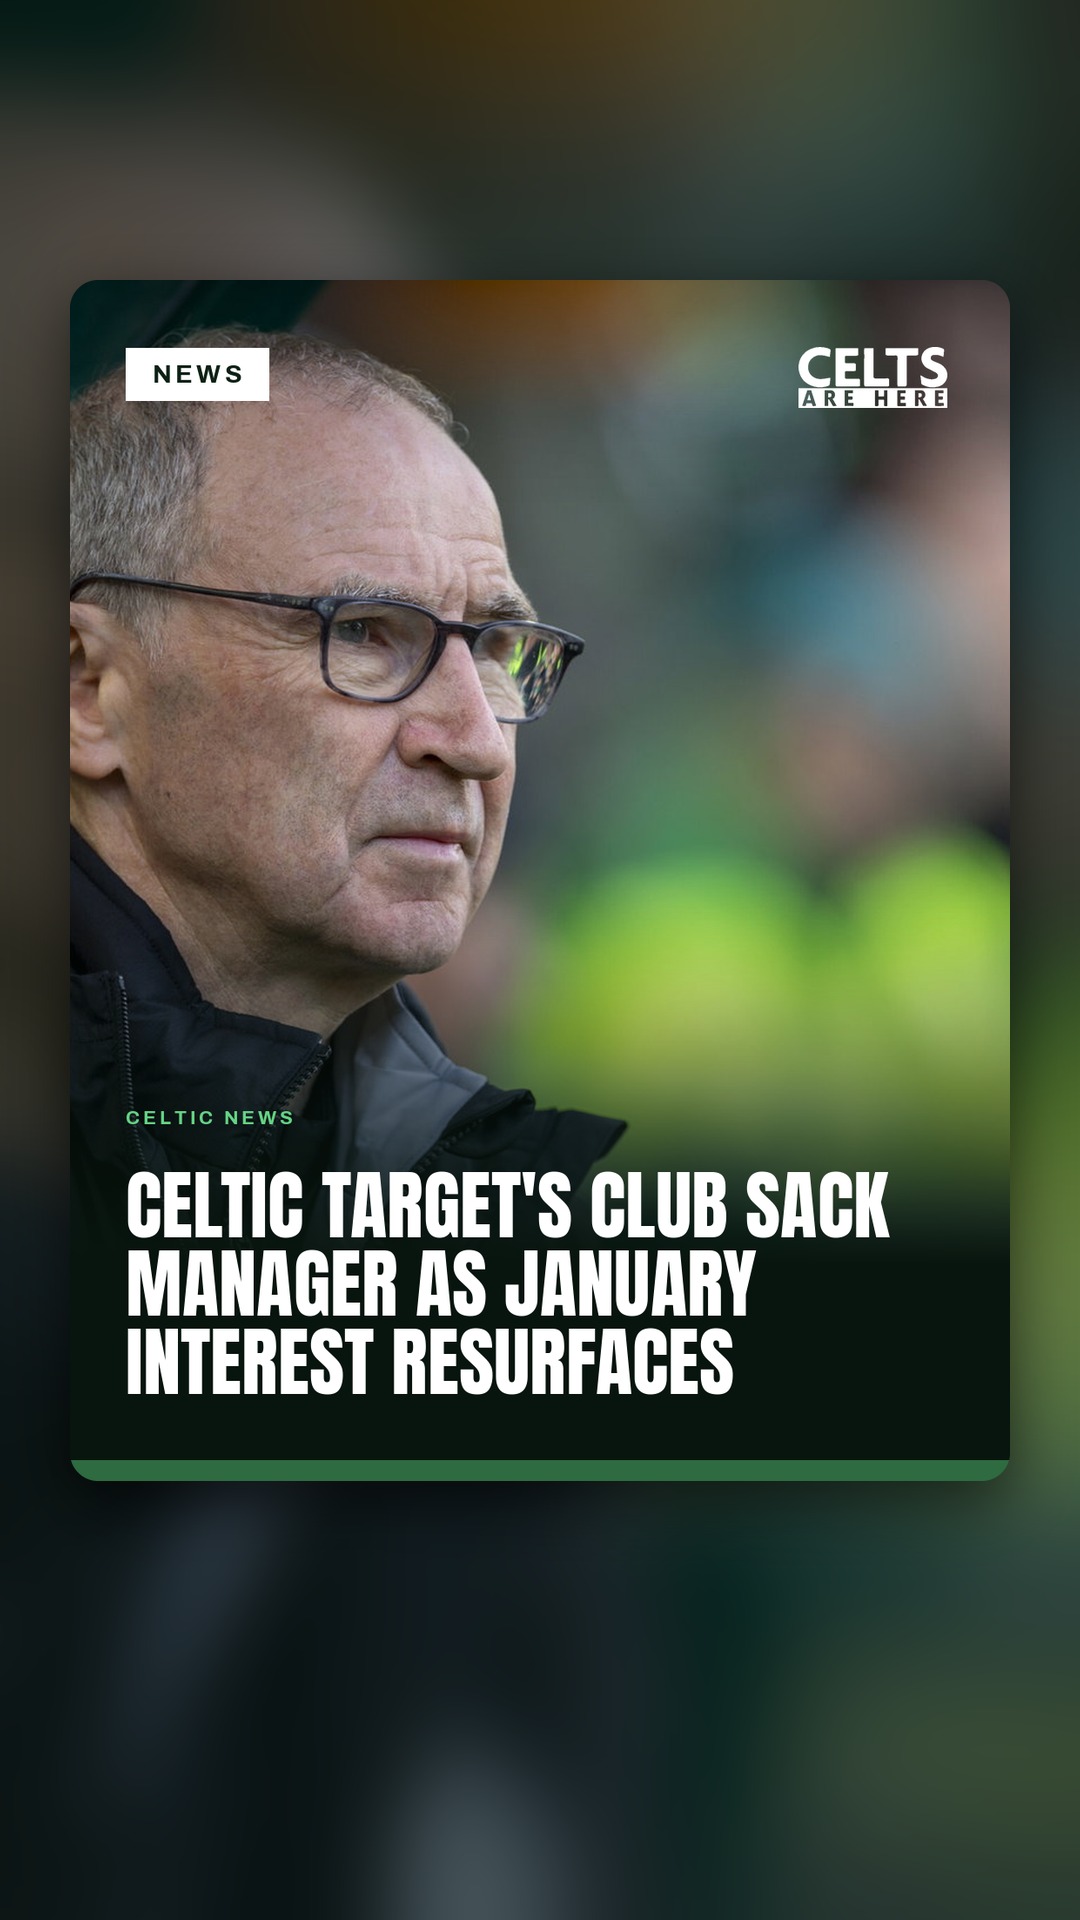 NEWS
CELTS
ARE HERE
CELTIC NEWS
CELTIC TARGET'S CLUB SACK
MANAGER AS JANUARY
INTEREST RESURFACES